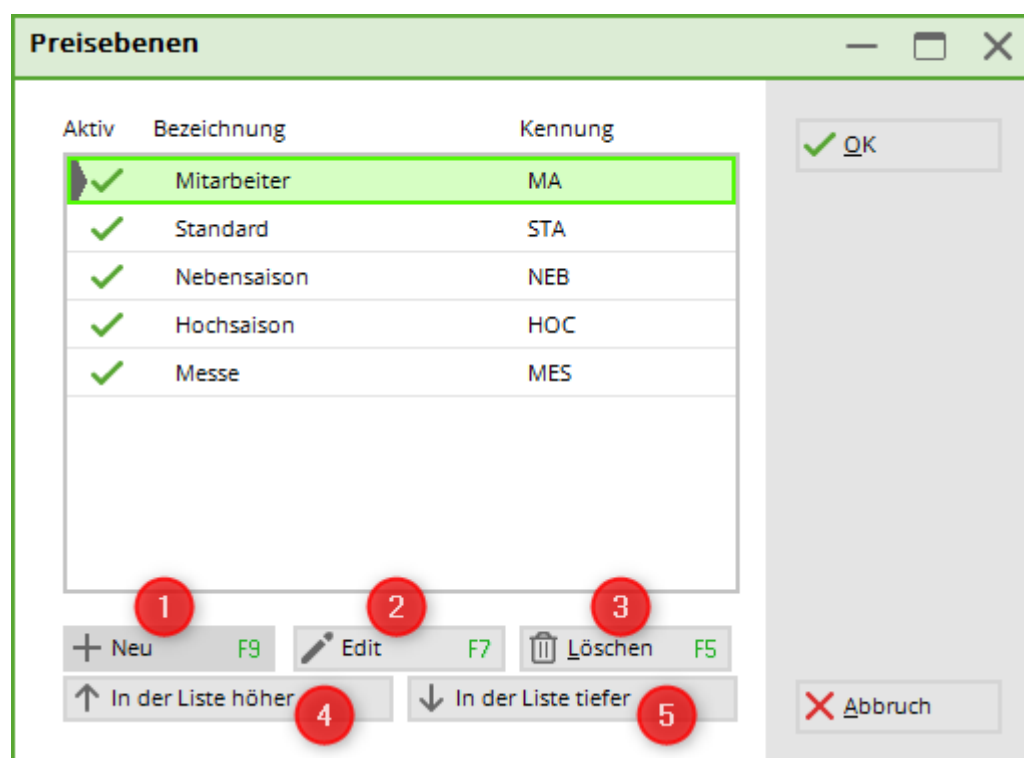 Preisebenen
Aktiv Bezeichnung Kennung
OK
Mitarbeiter MA
Standard STA
Nebensaison NEB
Hochsaison HOC
Messe MES
1 2 3
Neu F9 Edit F7 Löschen F5
In der Liste höher In der Liste tiefer
4 5
Abbruch